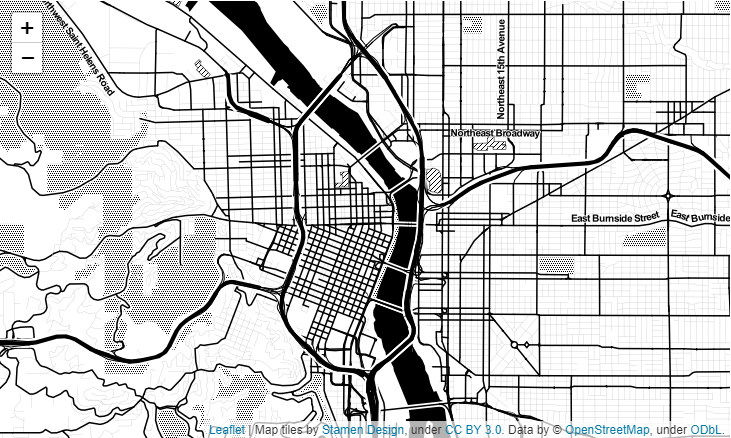 +
−
Northwest Saint Helens Road
Northeast 15th Avenue
Northeast Broadway
East Burnside Street
East Burnside
Leaflet | Map tiles by Stamen Design, under CC BY 3.0. Data by © OpenStreetMap, under ODbL.